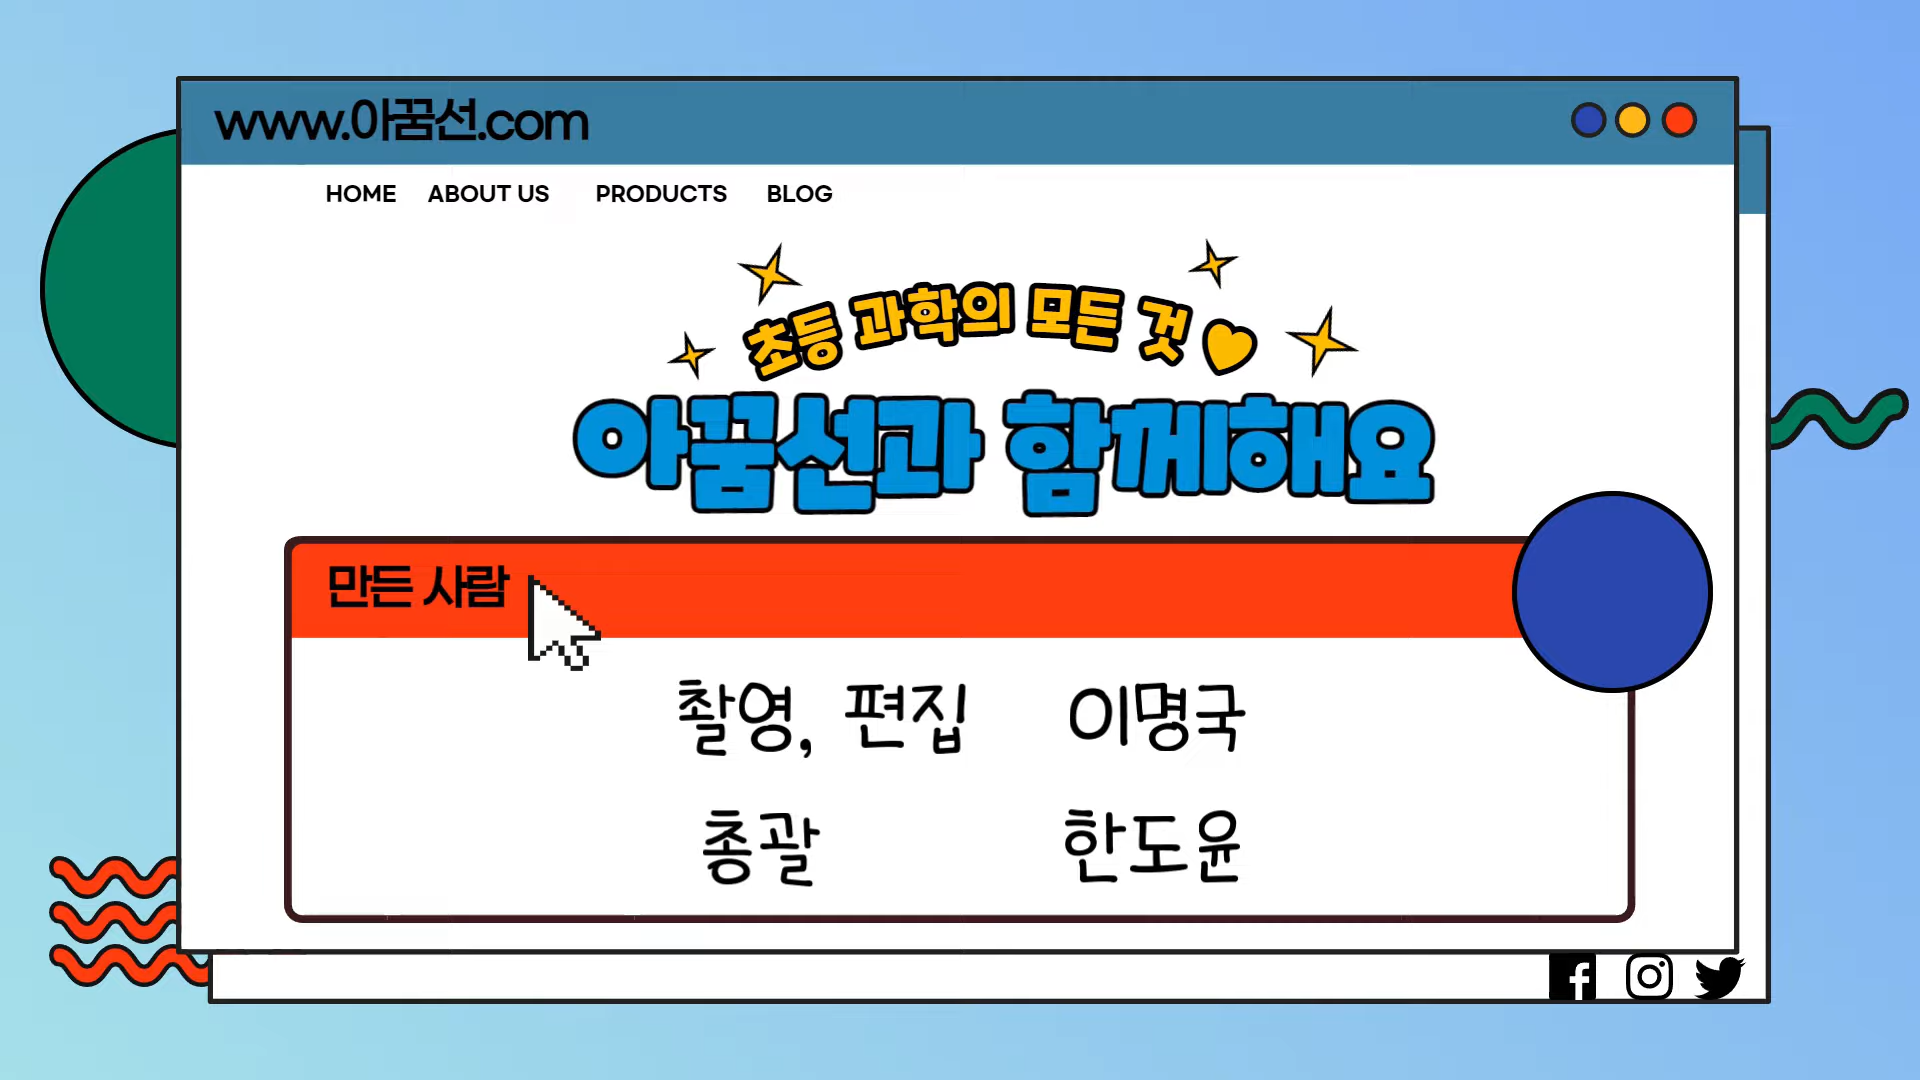 www.아꿈선.com
HOME ABOUT US PRODUCTS BLOG
초등 과학의 모든 것
아꿈선과 함께해요
만든 사람
촬영, 편집 이명국
총괄 한도윤